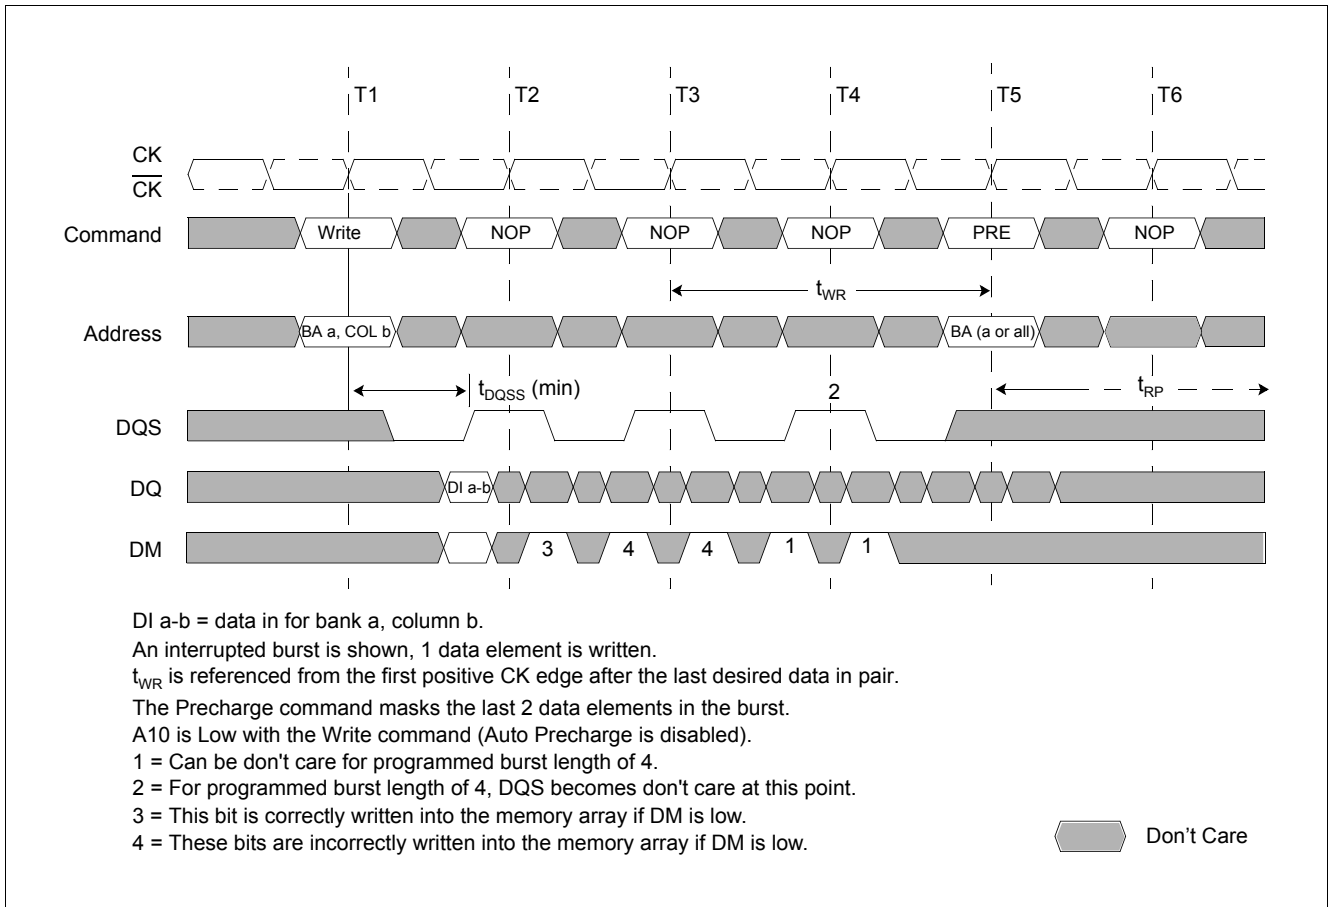 T1 T2 T3 T4 T5 T6
CK
CK
Command Write NOP NOP NOP PRE NOP
tWR
Address BA a, COL b BA (a or all)
tDQSS (min) 2 tRP
DQS
DQ DI a-b
DM 3 4 4 1 1
DI a-b = data in for bank a, column b.
An interrupted burst is shown, 1 data element is written.
tWR is referenced from the first positive CK edge after the last desired data in pair.
The Precharge command masks the last 2 data elements in the burst.
A10 is Low with the Write command (Auto Precharge is disabled).
1 = Can be don't care for programmed burst length of 4.
2 = For programmed burst length of 4, DQS becomes don't care at this point.
3 = This bit is correctly written into the memory array if DM is low.
4 = These bits are incorrectly written into the memory array if DM is low.
Don't Care